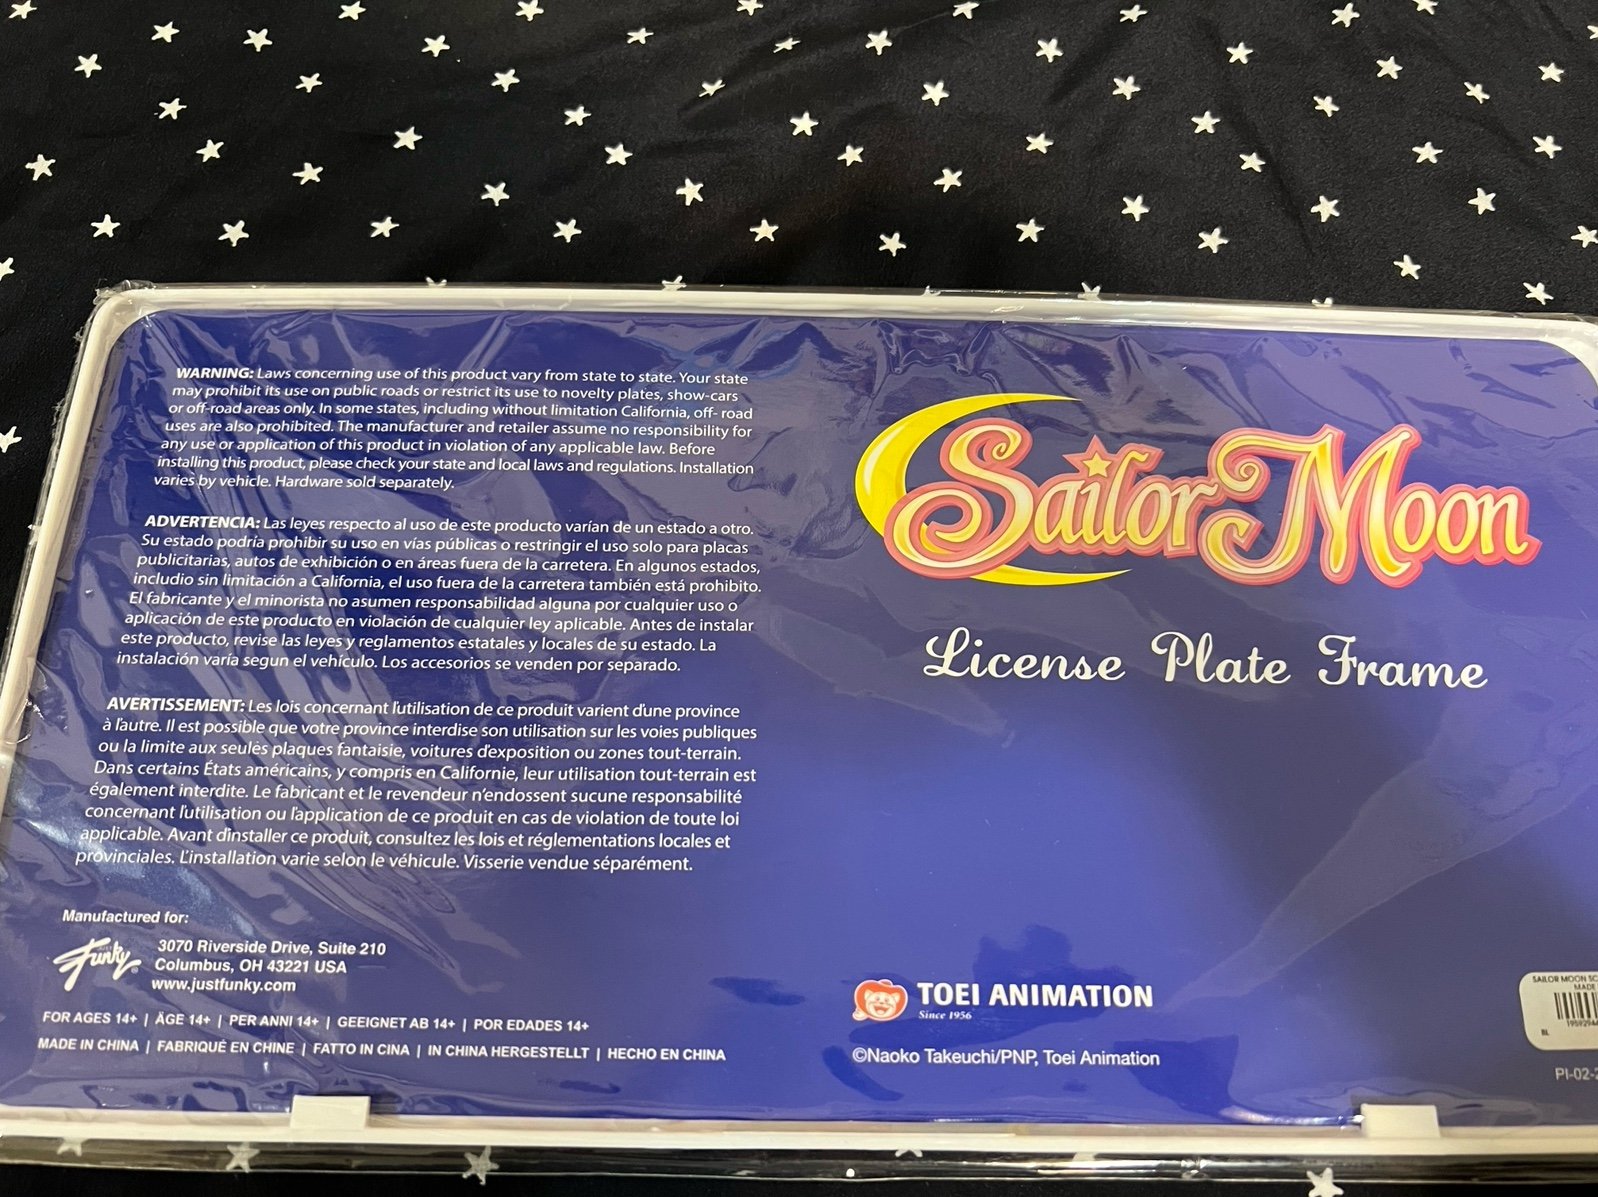 WARNING: Laws concerning use of this product vary from state to state. Your state
may prohibit its use on public roads or restrict its use to novelty plates, show-cars
or off-road areas only. In some states, including without limitation California, off- road
uses are also prohibited. The manufacturer and retailer assume no responsibility for
any use or application of this product in violation of any applicable law. Before
installing this product, please check your state and local laws and regulations. Installation
varies by vehicle. Hardware sold separately.
ADVERTENCIA: Las leyes respecto al uso de este producto varían de un estado a otro.
Su estado podría prohibir su uso en vías públicas o restringir el uso solo para placas
publicitarias, autos de exhibición o en áreas fuera de la carretera. En algunos estados,
includio sin limitación a California, el uso fuera de la carretera también está prohibito.
El fabricante y el minorista no asumen responsabilidad alguna por cualquier uso o
aplicación de este producto en violación de cualquier ley aplicable. Antes de instalar
este producto, revise las leyes y reglamentos estatales y locales de su estado. La
instalación varía segun el vehículo. Los accesorios se venden por separado.
AVERTISSEMENT: Les lois concernant l'utilisation de ce produit varient d'une province
à l'autre. Il est possible que votre province interdise son utilisation sur les voies publiques
ou la limite aux seules plaques fantaisie, voitures d'exposition ou zones tout-terrain.
Dans certains États américains, y compris en Californie, leur utilisation tout-terrain est
également interdite. Le fabricant et le revendeur n'endossent sucune responsabilité
concernant l'utilisation ou l'application de ce produit en cas de violation de toute loi
applicable. Avant d'installer ce produit, consultez les lois et réglementations locales et
provinciales. L'installation varie selon le véhicule. Visserie vendue séparément.
Manufactured for:
Funky
3070 Riverside Drive, Suite 210
Columbus, OH 43221 USA
www.justfunky.com
FOR AGES 14+ | ÂGE 14+ | PER ANNI 14+ | GEEIGNET AB 14+ | POR EDADES 14+
MADE IN CHINA | FABRIQUÉ EN CHINE | FATTO IN CINA | IN CHINA HERGESTELLT | HECHO EN CHINA
Sailor Moon
License Plate Frame
TOEI ANIMATION
Since 1956
©Naoko Takeuchi/PNP, Toei Animation
SAILOR MOON
MADE
BL
PI-02-